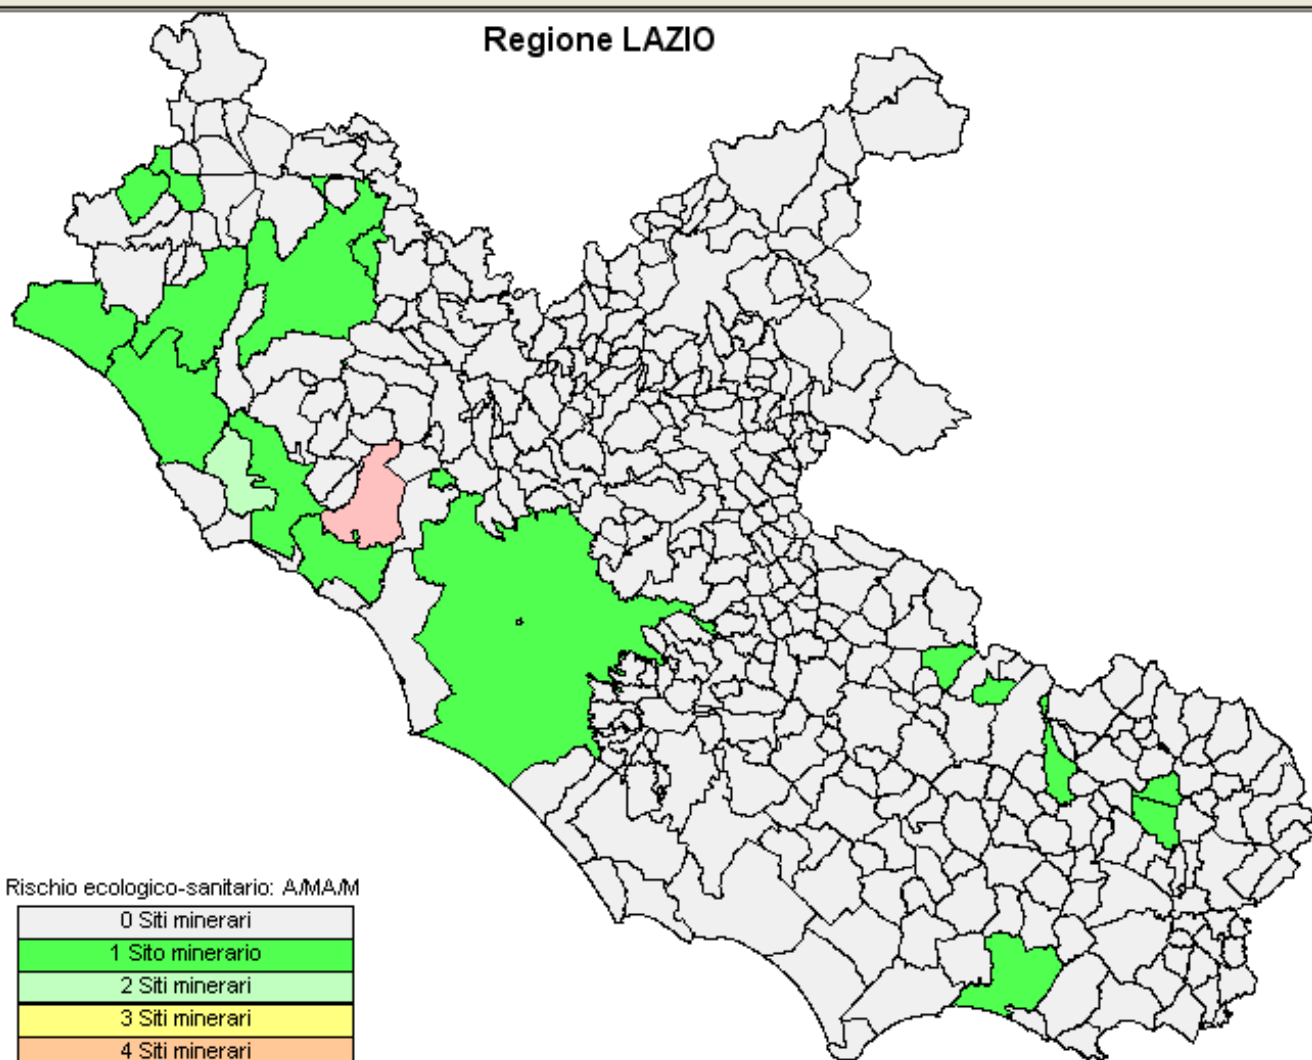 Regione LAZIO
Rischio ecologico-sanitario: A/MA/M
0 Siti minerari
1 Sito minerario
2 Siti minerari
3 Siti minerari
4 Siti minerari